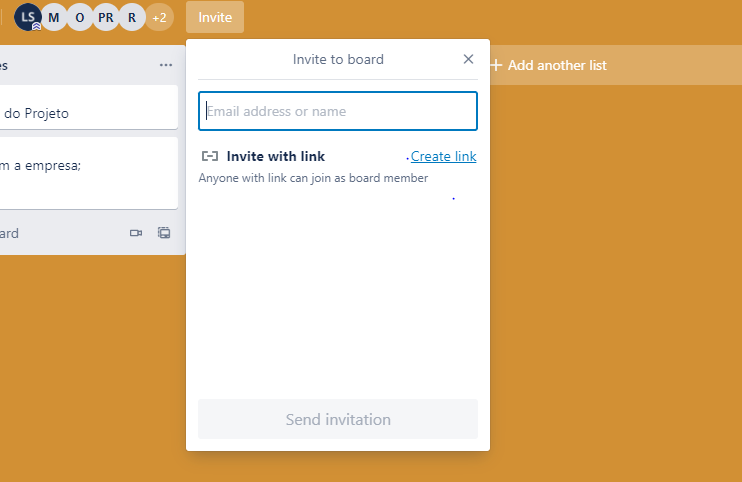 LS M O PR R +2 Invite
es
Invite to board
Add another list
do Projeto
Email address or name
m a empresa;
Invite with link
Create link
Anyone with link can join as board member
ard
Send invitation